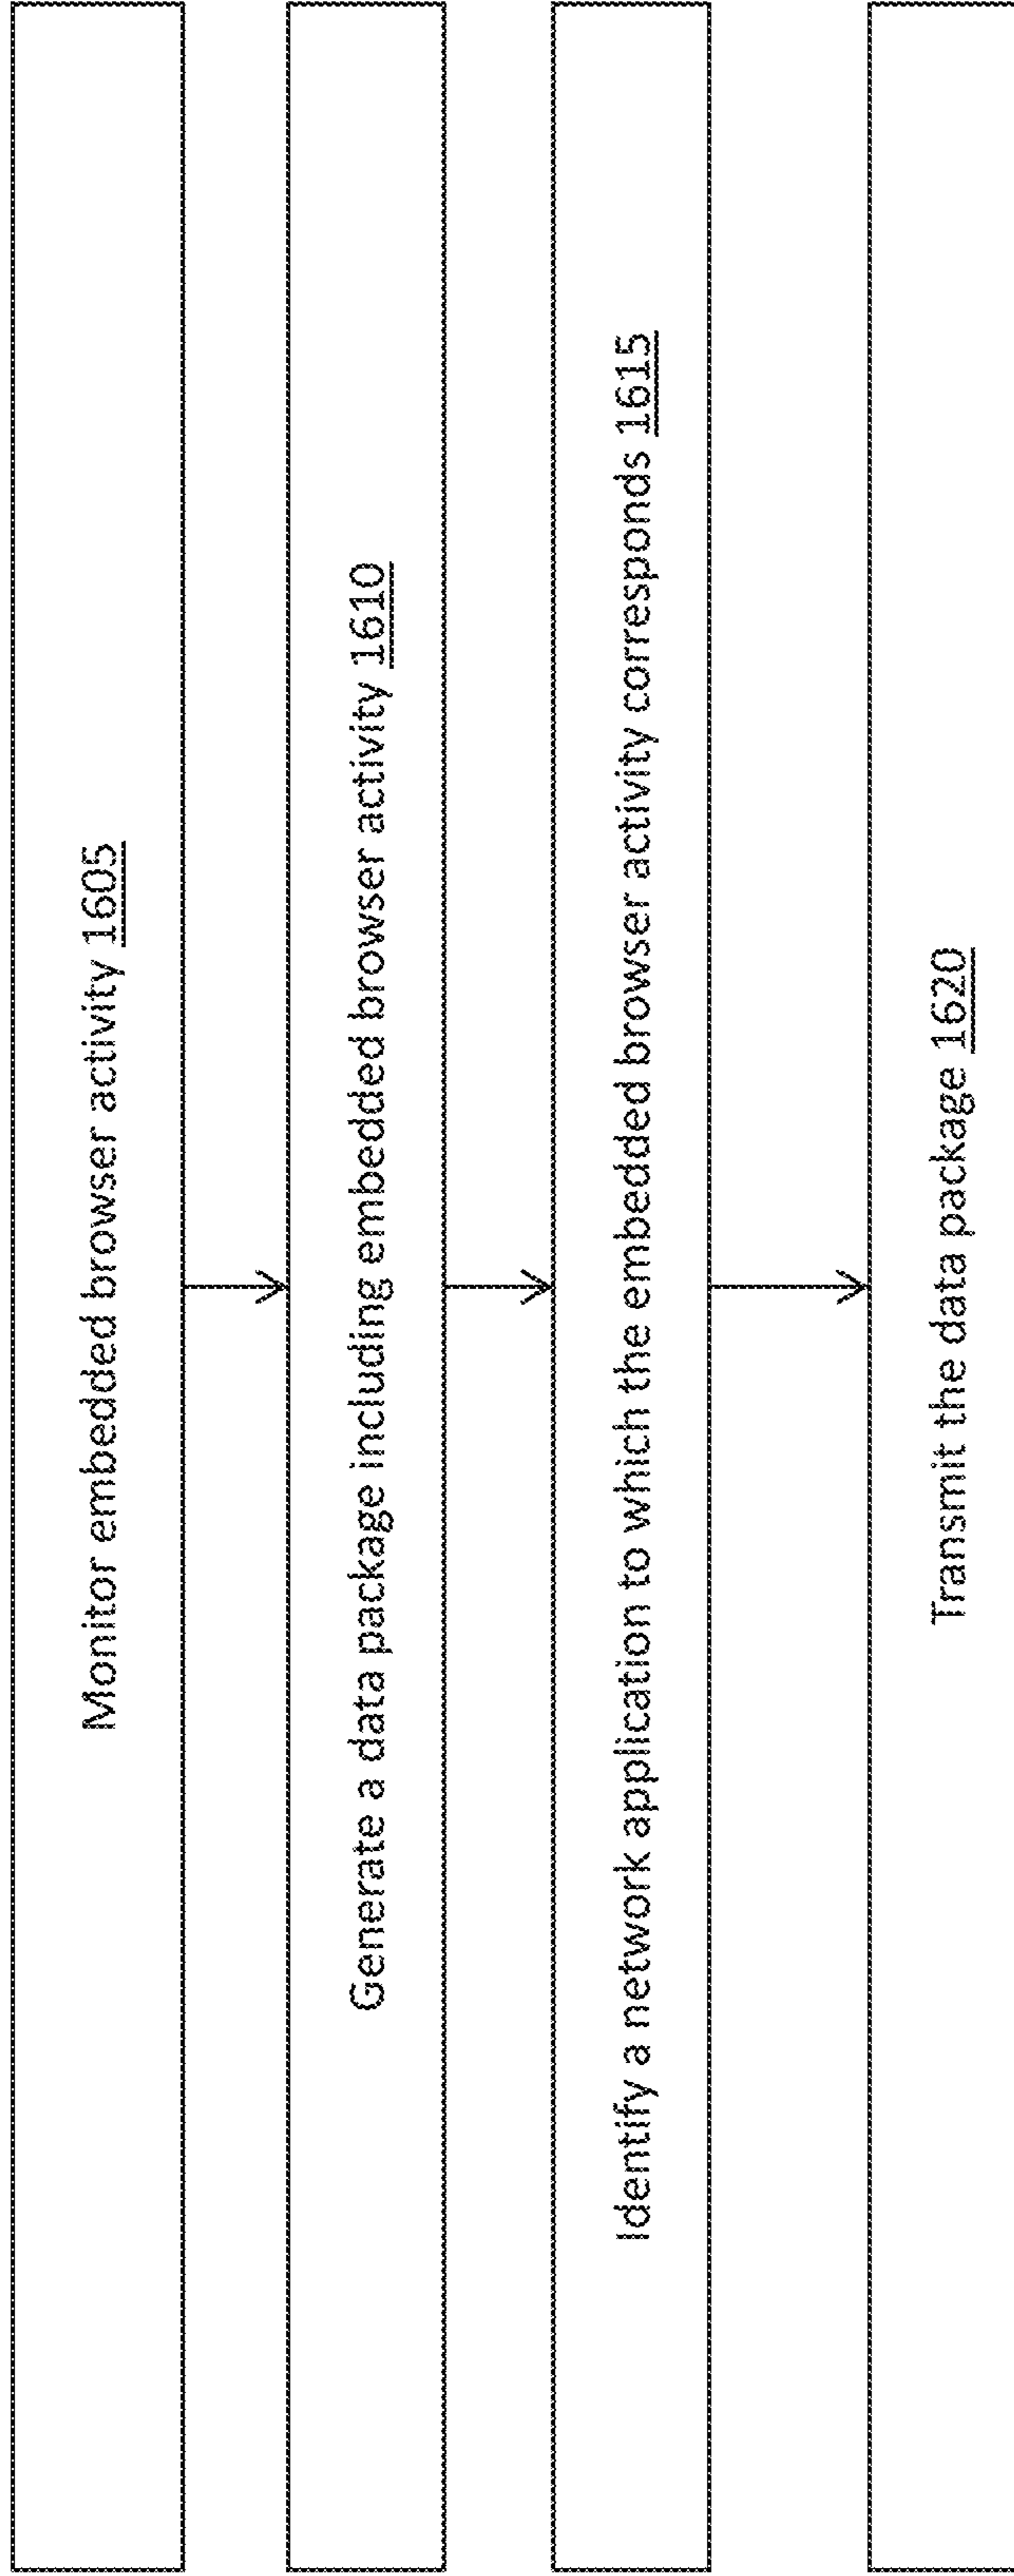 Monitor embedded browser activity 1605
Generate a data package including embedded browser activity 1610
Identify a network application to which the embedded browser activity corresponds 1615
Transmit the data package 1620